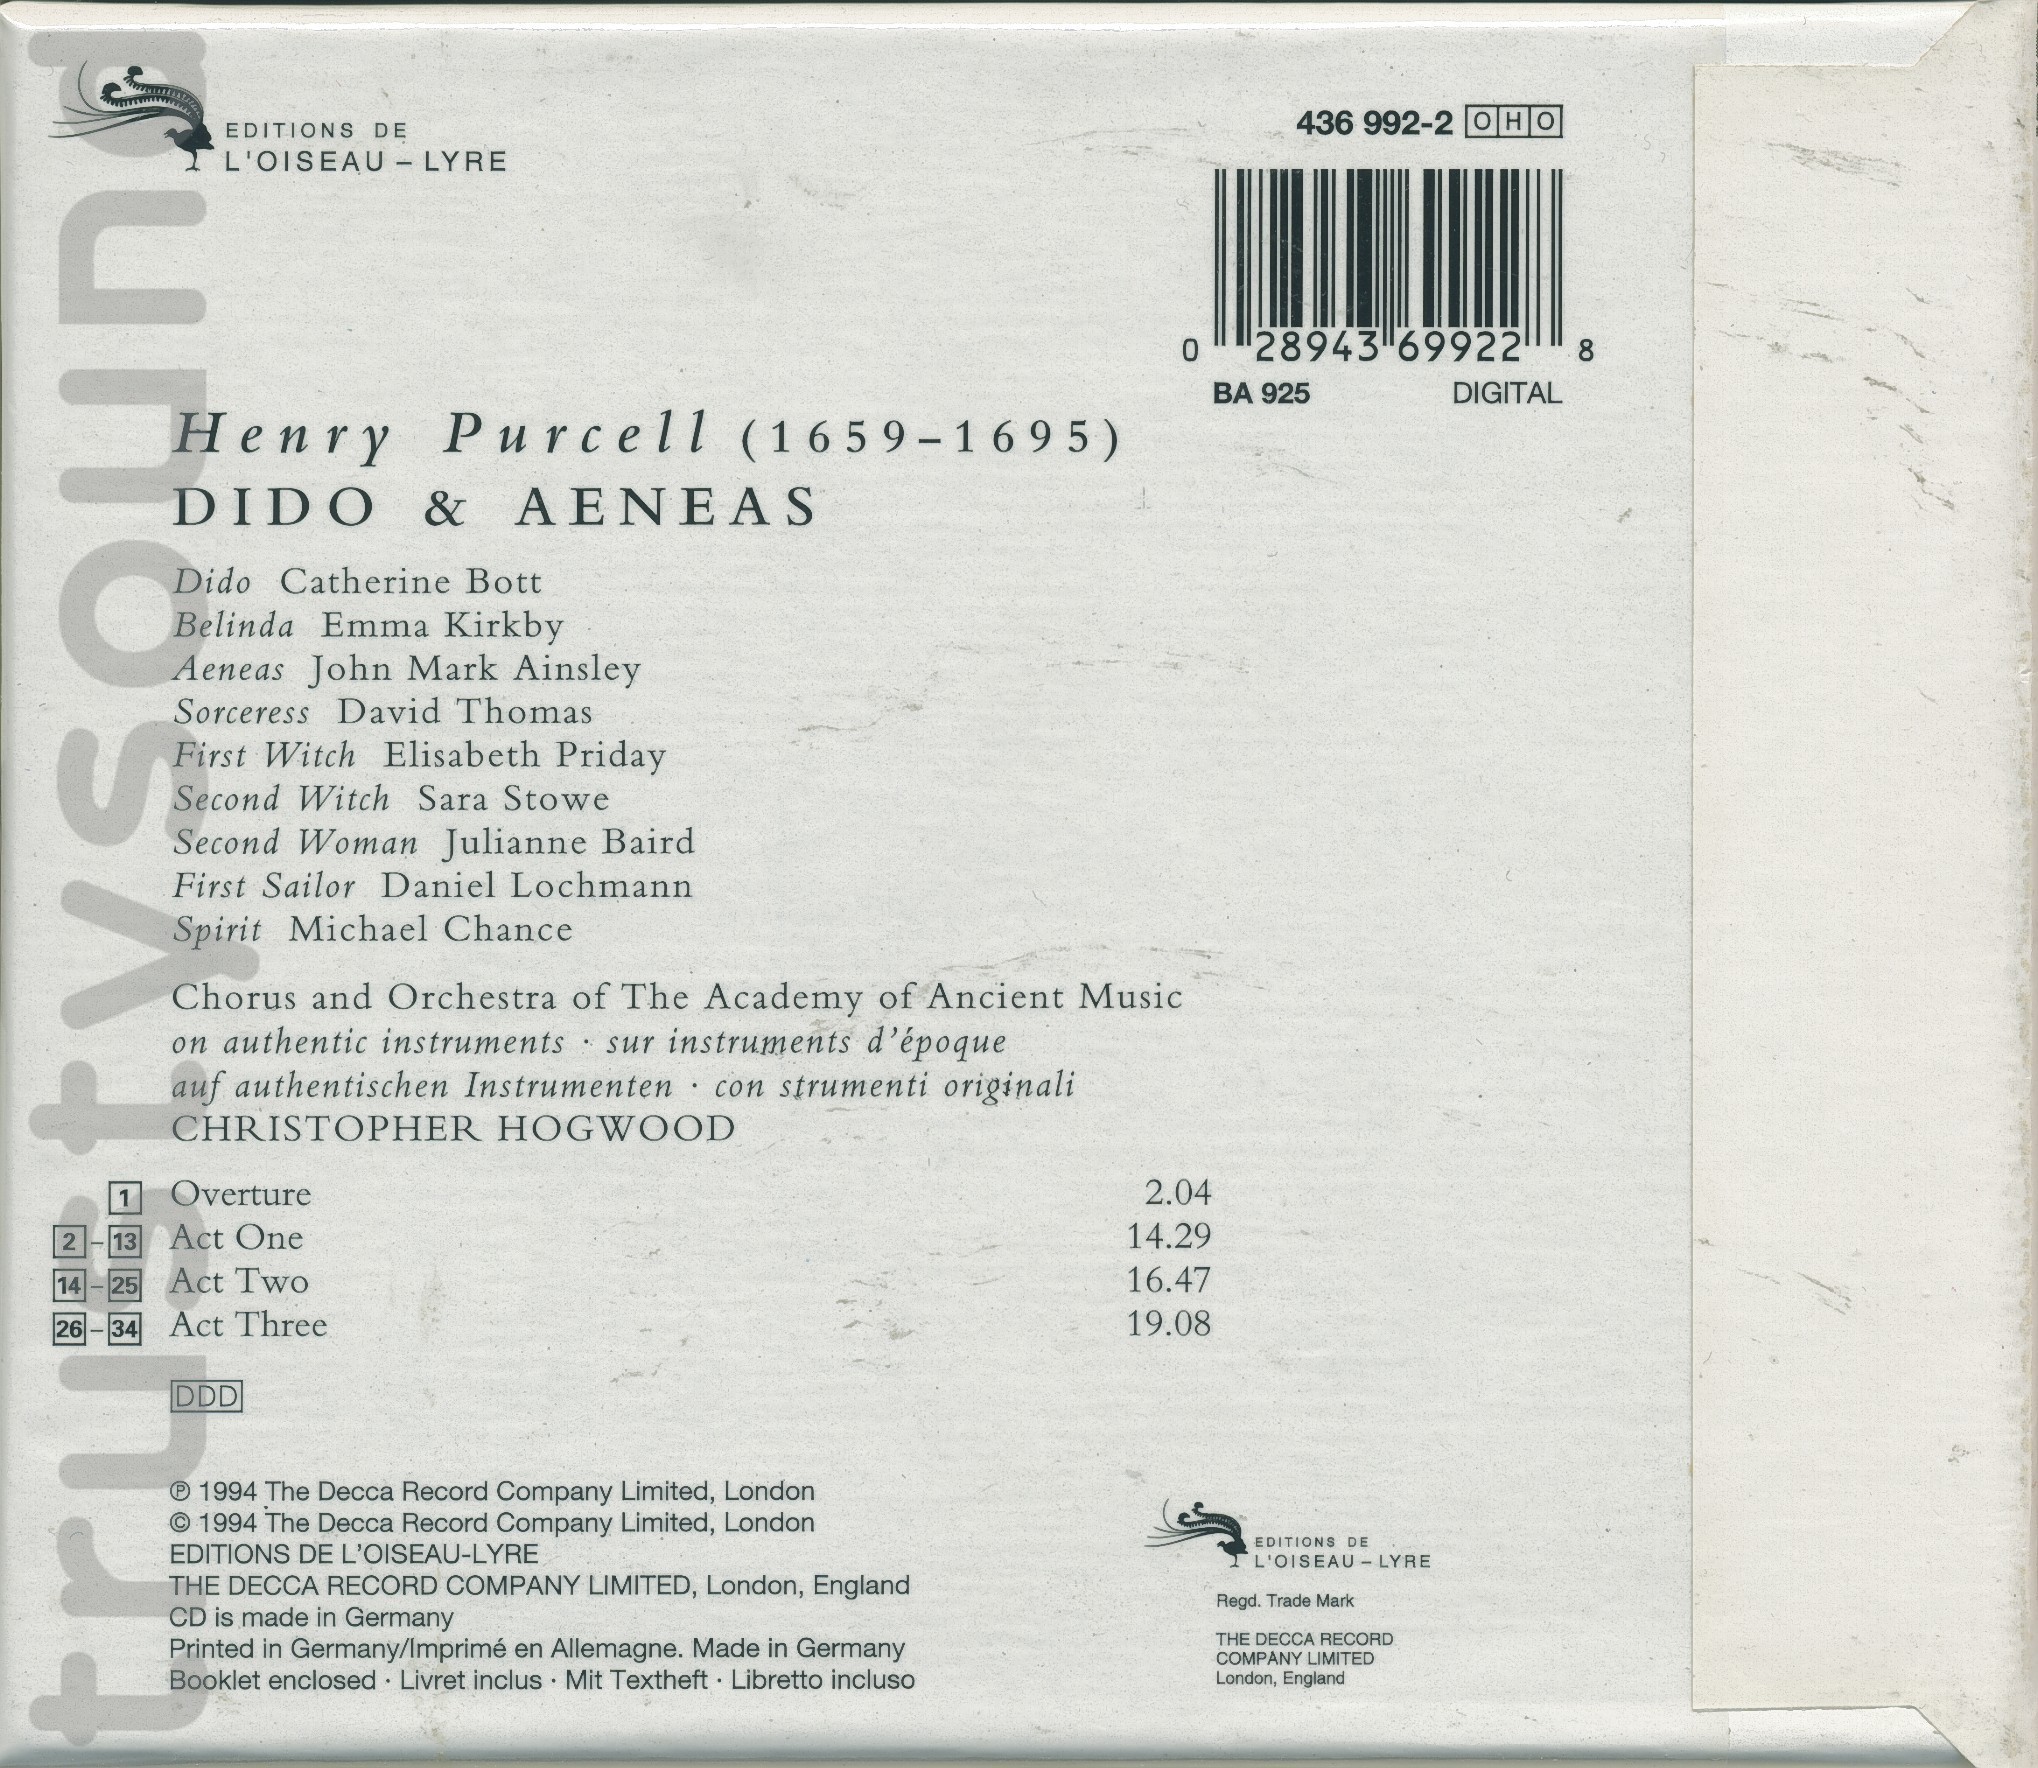 EDITIONS DE
L'OISEAU – LYRE
436 992-2 OHO
0 28943 69922 8
BA 925 DIGITAL
Henry Purcell (1659–1695)
DIDO & AENEAS
Dido Catherine Bott
Belinda Emma Kirkby
Aeneas John Mark Ainsley
Sorceress David Thomas
First Witch Elisabeth Priday
Second Witch Sara Stowe
Second Woman Julianne Baird
First Sailor Daniel Lochmann
Spirit Michael Chance
Chorus and Orchestra of The Academy of Ancient Music
on authentic instruments · sur instruments d'époque
auf authentischen Instrumenten · con strumenti originali
CHRISTOPHER HOGWOOD
1 Overture 2.04
2 – 13 Act One 14.29
14 – 25 Act Two 16.47
26 – 34 Act Three 19.08
DDD
℗ 1994 The Decca Record Company Limited, London
© 1994 The Decca Record Company Limited, London
EDITIONS DE L'OISEAU-LYRE
THE DECCA RECORD COMPANY LIMITED, London, England
CD is made in Germany
Printed in Germany/Imprimé en Allemagne. Made in Germany
Booklet enclosed · Livret inclus · Mit Textheft · Libretto incluso
EDITIONS DE
L'OISEAU – LYRE
Regd. Trade Mark
THE DECCA RECORD
COMPANY LIMITED
London, England
trustysound